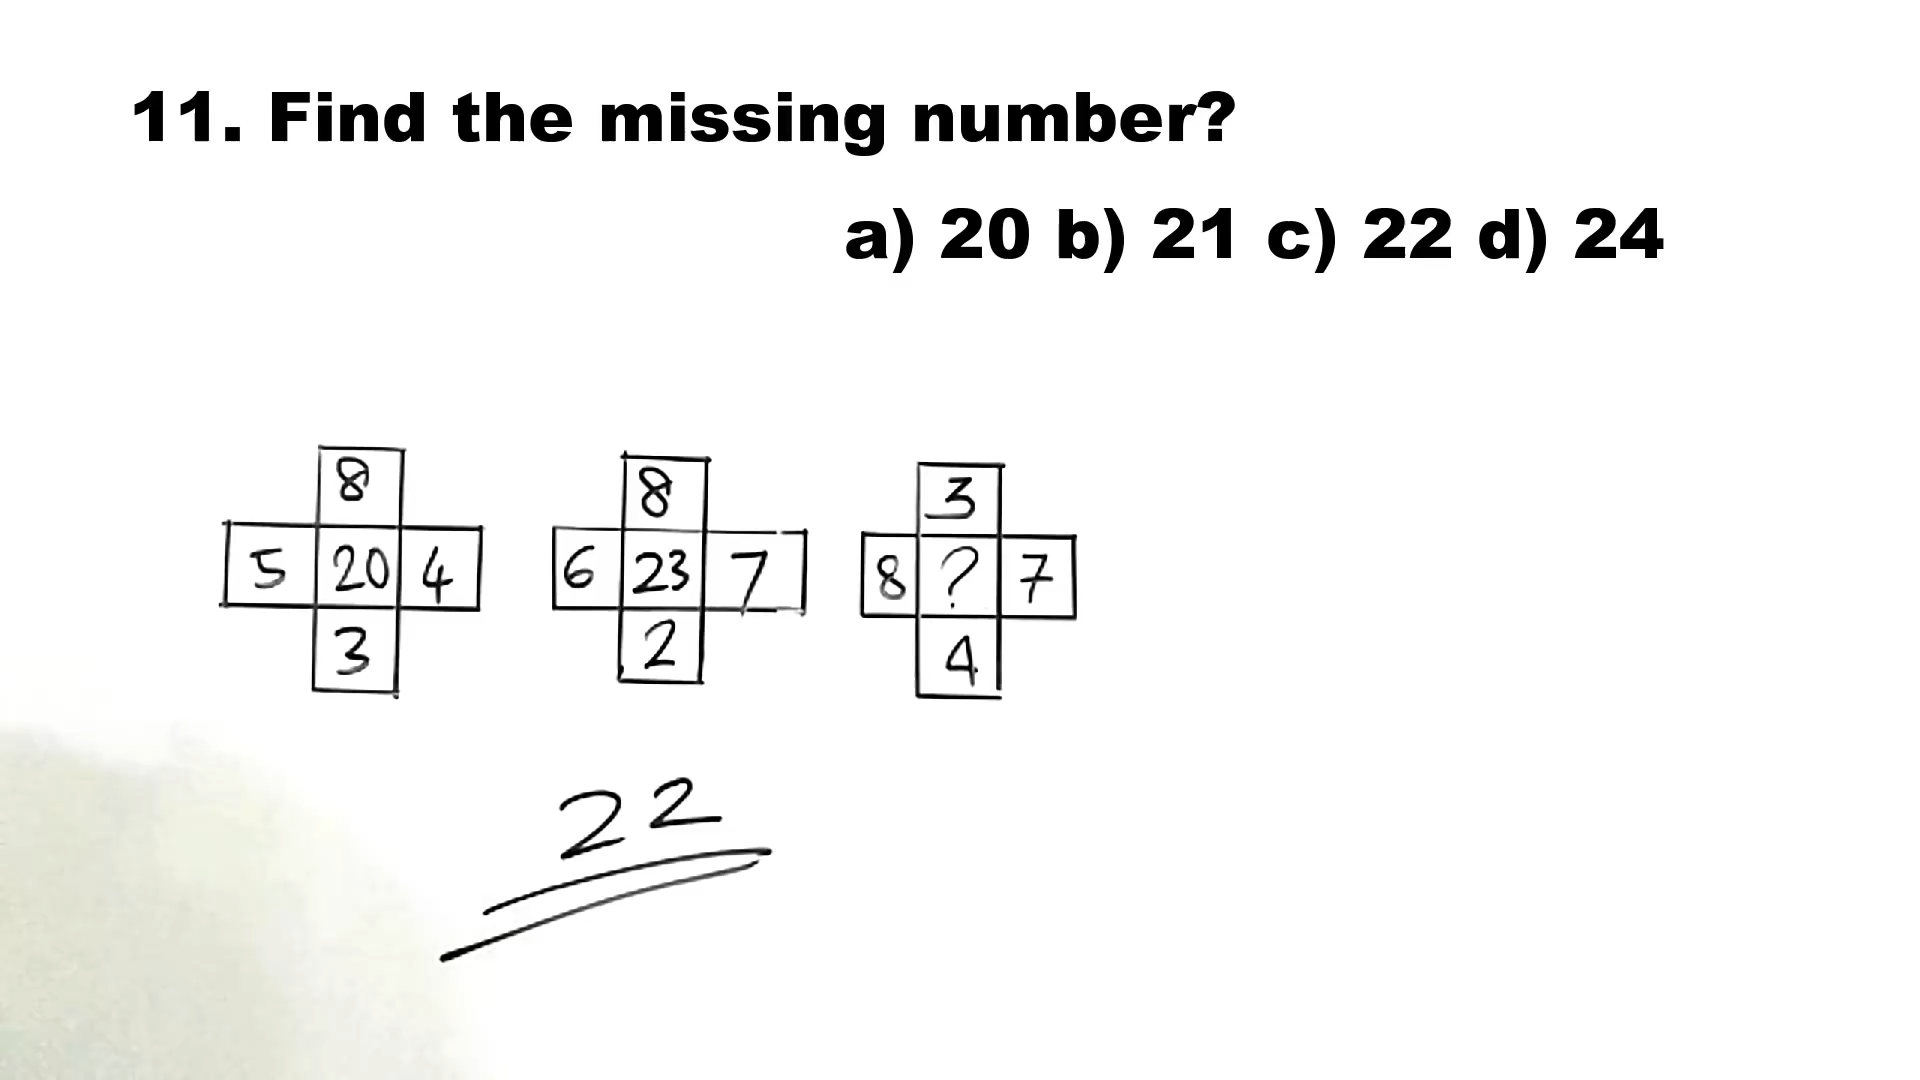 11. Find the missing number?
a) 20 b) 21 c) 22 d) 24
8 8 3
5 20 4 6 23 7 8 ? 7
3 2 4
22